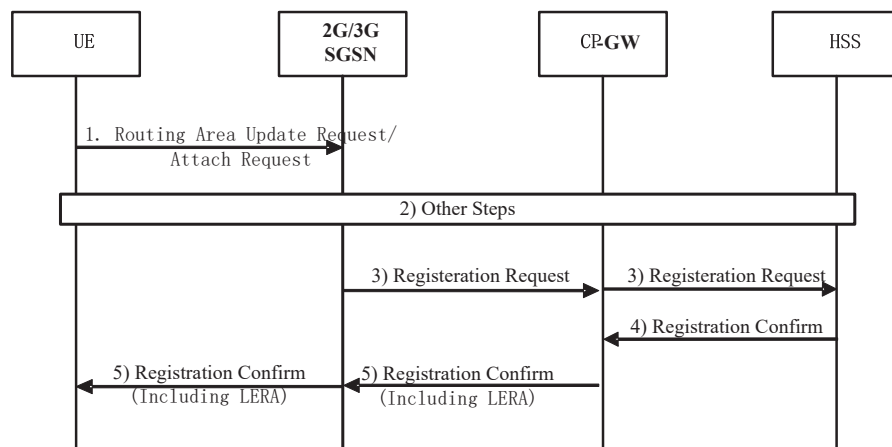 UE
2G/3G
SGSN
CP-GW
HSS
1. Routing Area Update Request/
Attach Request
2) Other Steps
3) Registeration Request
3) Registeration Request
4) Registration Confirm
5) Registration Confirm
(Including LERA)
5) Registration Confirm
(Including LERA)